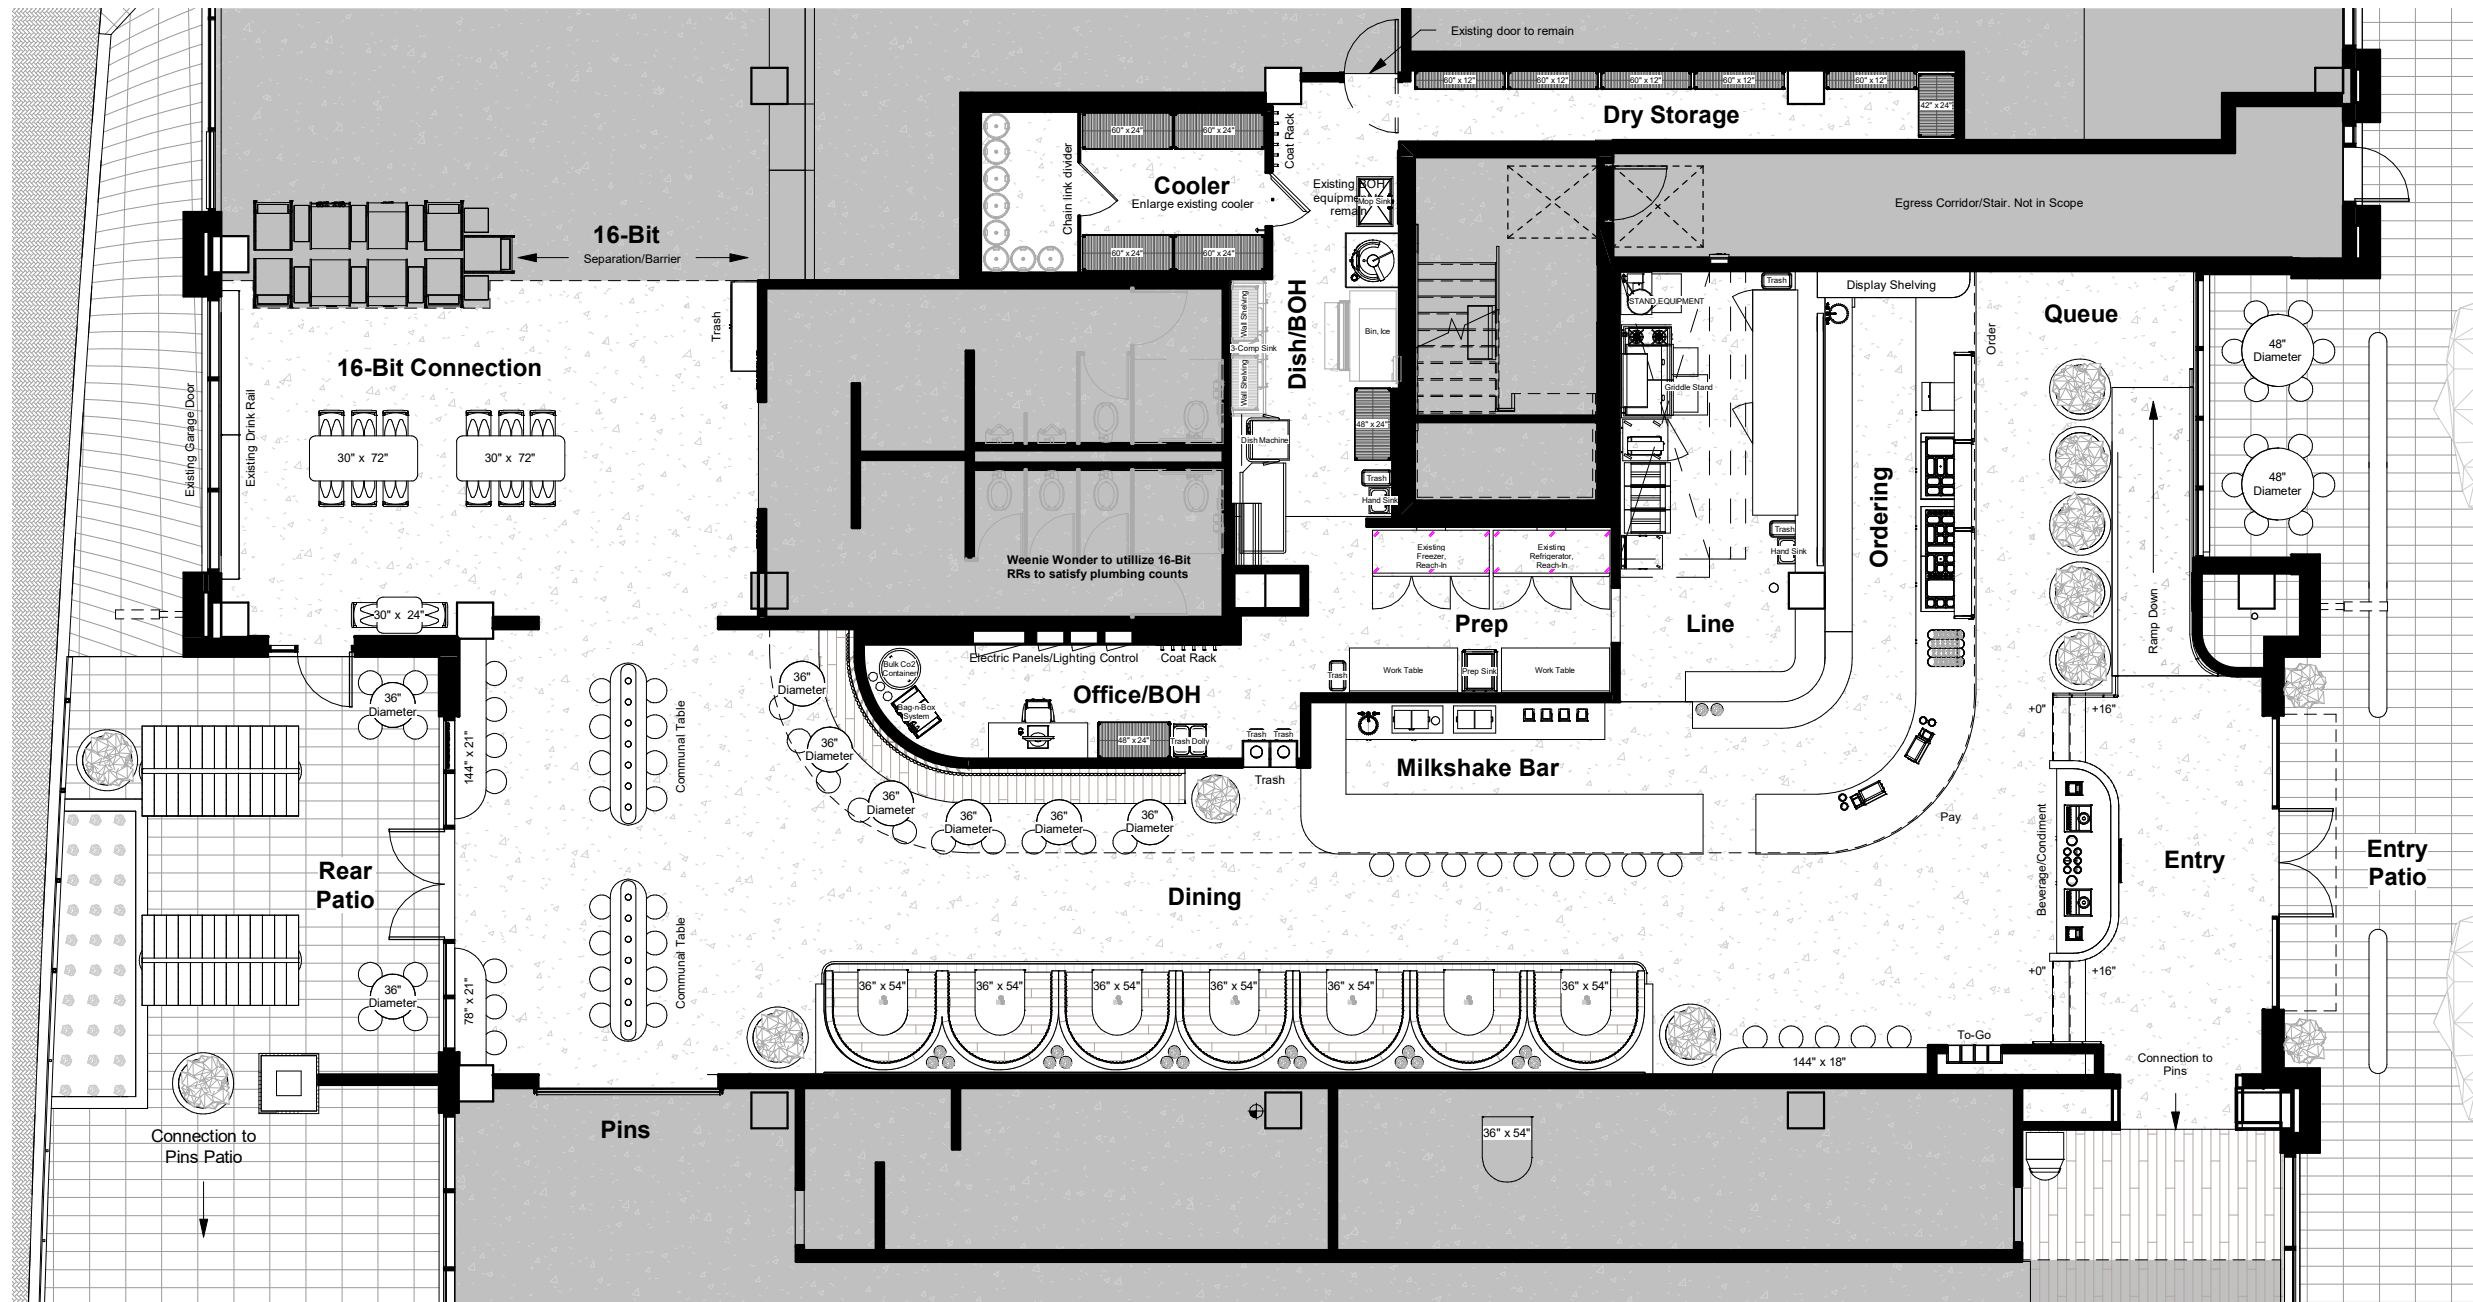 Existing door to remain
60" x 12"
60" x 12"
60" x 12"
60" x 12"
60" x 12"
42" x 24"
Dry Storage
60" x 24"
60" x 24"
Coat Rack
Chain link divider
Cooler
Enlarge existing cooler
60" x 24"
60" x 24"
Existing BOH
equipme
remain
Mop Sink
Egress Corridor/Stair. Not in Scope
16-Bit
Separation/Barrier
Trash
16-Bit Connection
Existing Garage Door
Existing Drink Rail
30" x 72"
30" x 72"
30" x 24"
Wall Shelving
3-Comp Sink
Wall Shelving
Dish/BOH
Bin, Ice
Dish Machine
48" x 24"
Trash
Hand Sink
STAND,EQUIPMENT
Griddle Stand
Trash
Display Shelving
Order
Queue
48"
Diameter
48"
Diameter
Ordering
Trash
Hand Sink
Weenie Wonder to utillize 16-Bit
RRs to satisfy plumbing counts
Existing
Freezer,
Reach-In
Existing
Refrigerator,
Reach-In
Prep
Line
Ramp Down
Work Table
Prep Sink
Work Table
Trash
Electric Panels/Lighting Control
Coat Rack
Bulk Co2
Container
Bag-n-Box
System
Office/BOH
48" x 24"
Trash Dolly
Trash
Trash
Trash
36"
Diameter
36"
Diameter
36"
Diameter
36"
Diameter
36"
Diameter
36"
Diameter
36"
Diameter
144" x 21"
Communal Table
Milkshake Bar
+0"
+16"
Pay
Beverage/Condiment
Entry
Entry
Patio
Rear
Patio
Dining
36"
Diameter
78" x 21"
Communal Table
36" x 54"
36" x 54"
36" x 54"
36" x 54"
36" x 54"
36" x 54"
+0"
+16"
To-Go
144" x 18"
Connection to
Pins
Connection to
Pins Patio
Pins
36" x 54"